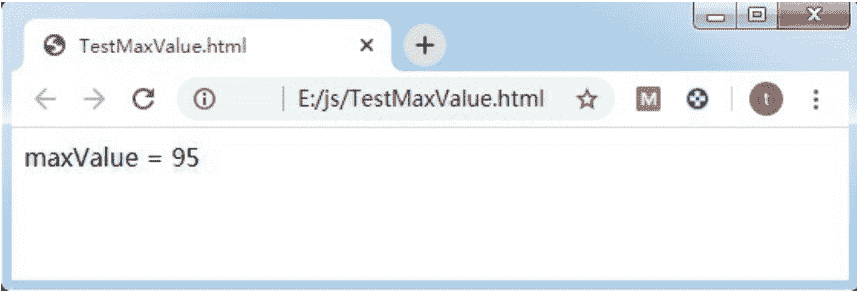 TestMaxValue.html
E:/js/TestMaxValue.html
M
t
maxValue = 95